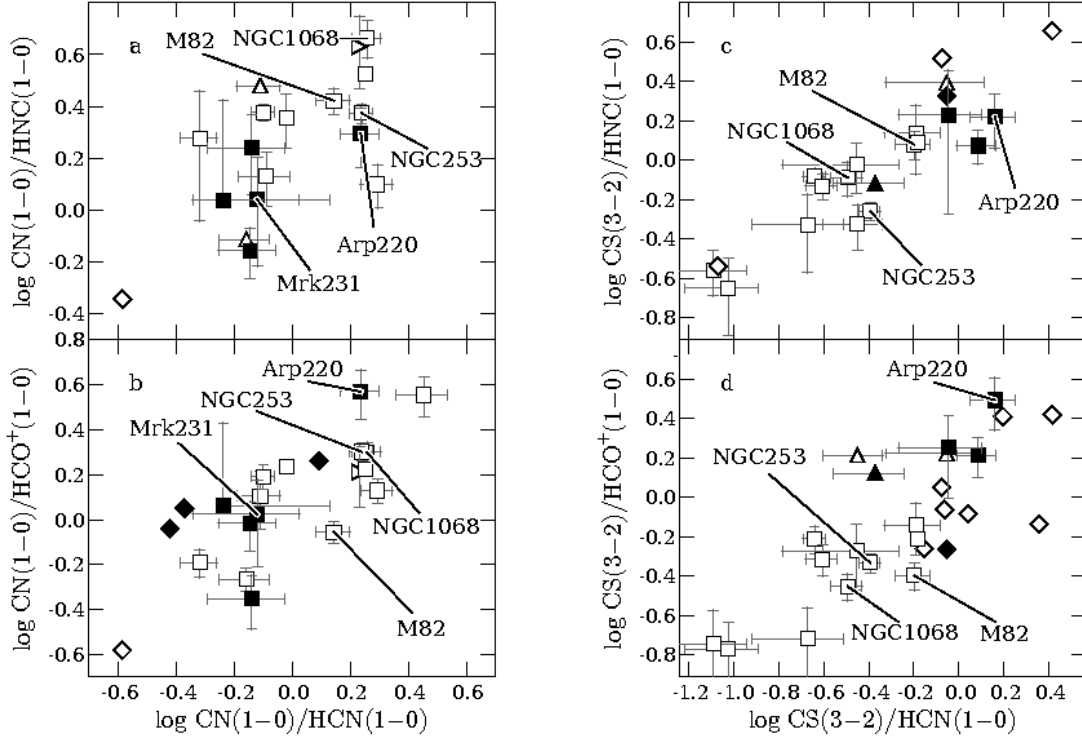 a
M82
NGC1068
NGC253
Arp220
Mrk231
log CN(1−0)/HNC(1−0)
0.6
0.4
0.2
0.0
-0.2
-0.4
c
M82
NGC1068
Arp220
NGC253
log CS(3−2)/HNC(1−0)
0.8
0.6
0.4
0.2
0.0
-0.2
-0.4
-0.6
-0.8
b
Arp220
NGC253
Mrk231
NGC1068
M82
log CN(1−0)/HCO+(1−0)
0.8
0.6
0.4
0.2
0.0
-0.2
-0.4
-0.6
-0.6 -0.4 -0.2 0.0 0.2 0.4 0.6
log CN(1−0)/HCN(1−0)
d
Arp220
NGC253
NGC1068
M82
log CS(3−2)/HCO+(1−0)
0.4
0.2
0.0
-0.2
-0.4
-0.6
-0.8
-1.2 -1.0 -0.8 -0.6 -0.4 -0.2 0.0 0.2 0.4
log CS(3−2)/HCN(1−0)